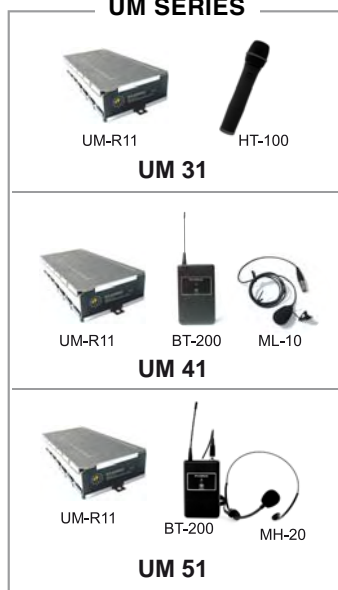 UM SERIES
UM-R11 HT-100
UM 31
UM-R11 BT-200 ML-10
UM 41
UM-R11 BT-200 MH-20
UM 51